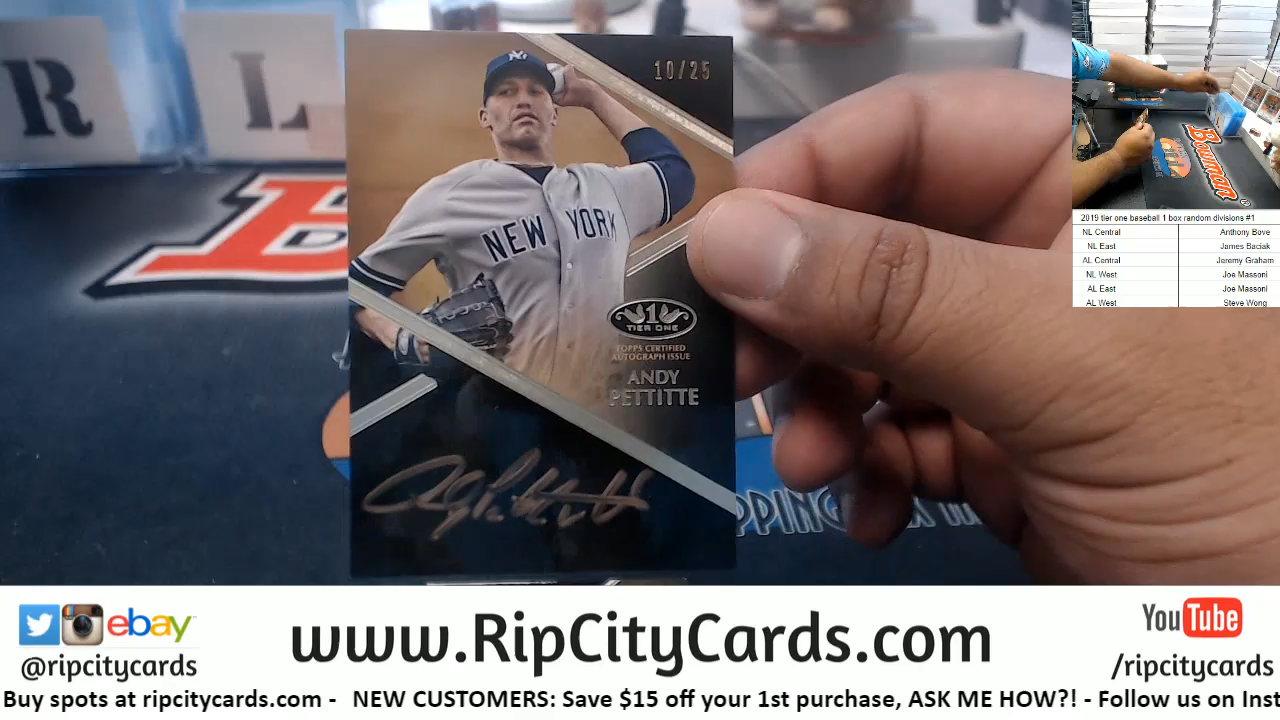 R L
10/25
NEW YORK
1
TIER ONE
TOPPS CERTIFIED
AUTOGRAPH ISSUE
ANDY
PETTITTE
Bowman
2019 tier one baseball 1 box random divisions #1
NL Central Anthony Bove
NL East James Baciak
AL Central Jeremy Graham
NL West Joe Massoni
AL East Joe Massoni
AL West Steve Wong
ebay
@ripcitycards
www.RipCityCards.com
YouTube
/ripcitycards
Buy spots at ripcitycards.com - NEW CUSTOMERS: Save $15 off your 1st purchase, ASK ME HOW?! - Follow us on Inst